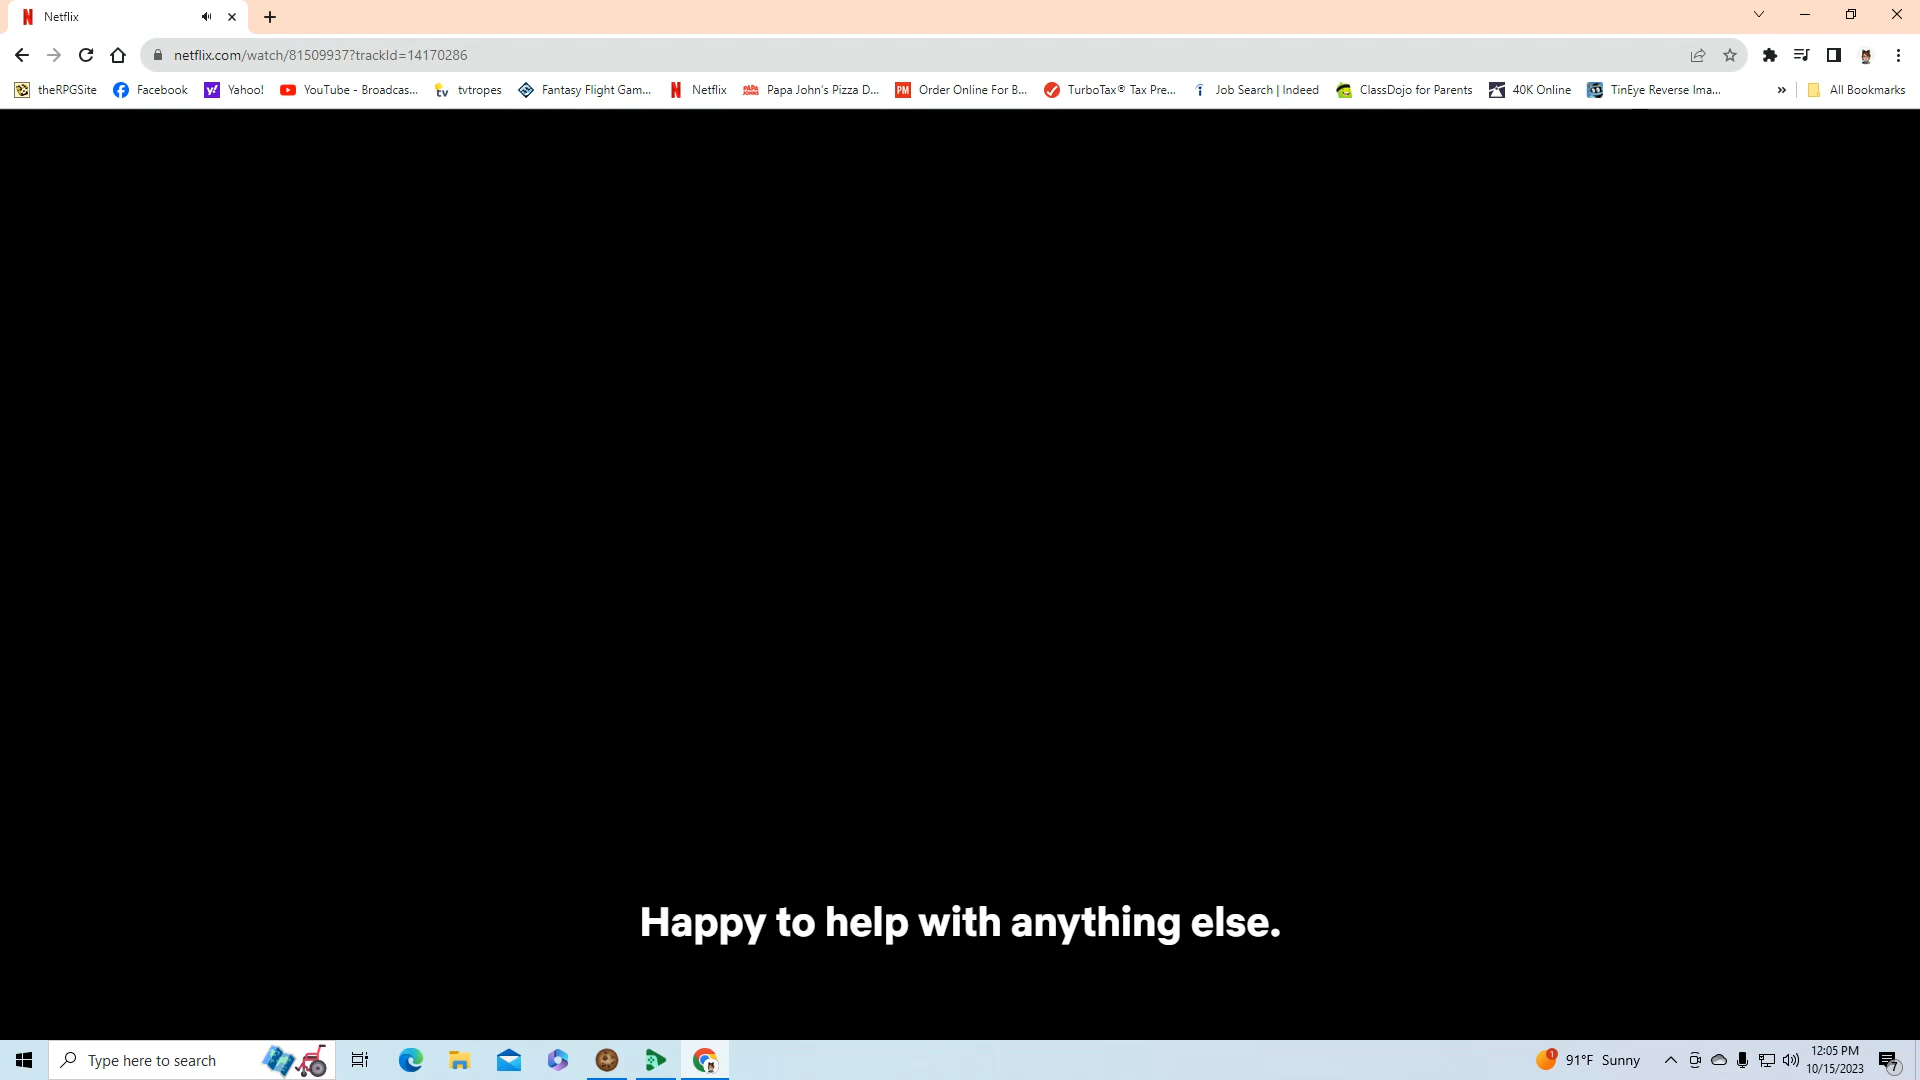 Netflix
netflix.com/watch/81509937?trackId=14170286
theRPGSite Facebook Yahoo! YouTube - Broadcas... tvtropes Fantasy Flight Gam... Netflix Papa John's Pizza D... Order Online For B... TurboTax® Tax Pre... Job Search | Indeed ClassDojo for Parents 40K Online TinEye Reverse Ima... » All Bookmarks
Happy to help with anything else.
Type here to search
1 91°F Sunny
12:05 PM
10/15/2023
7